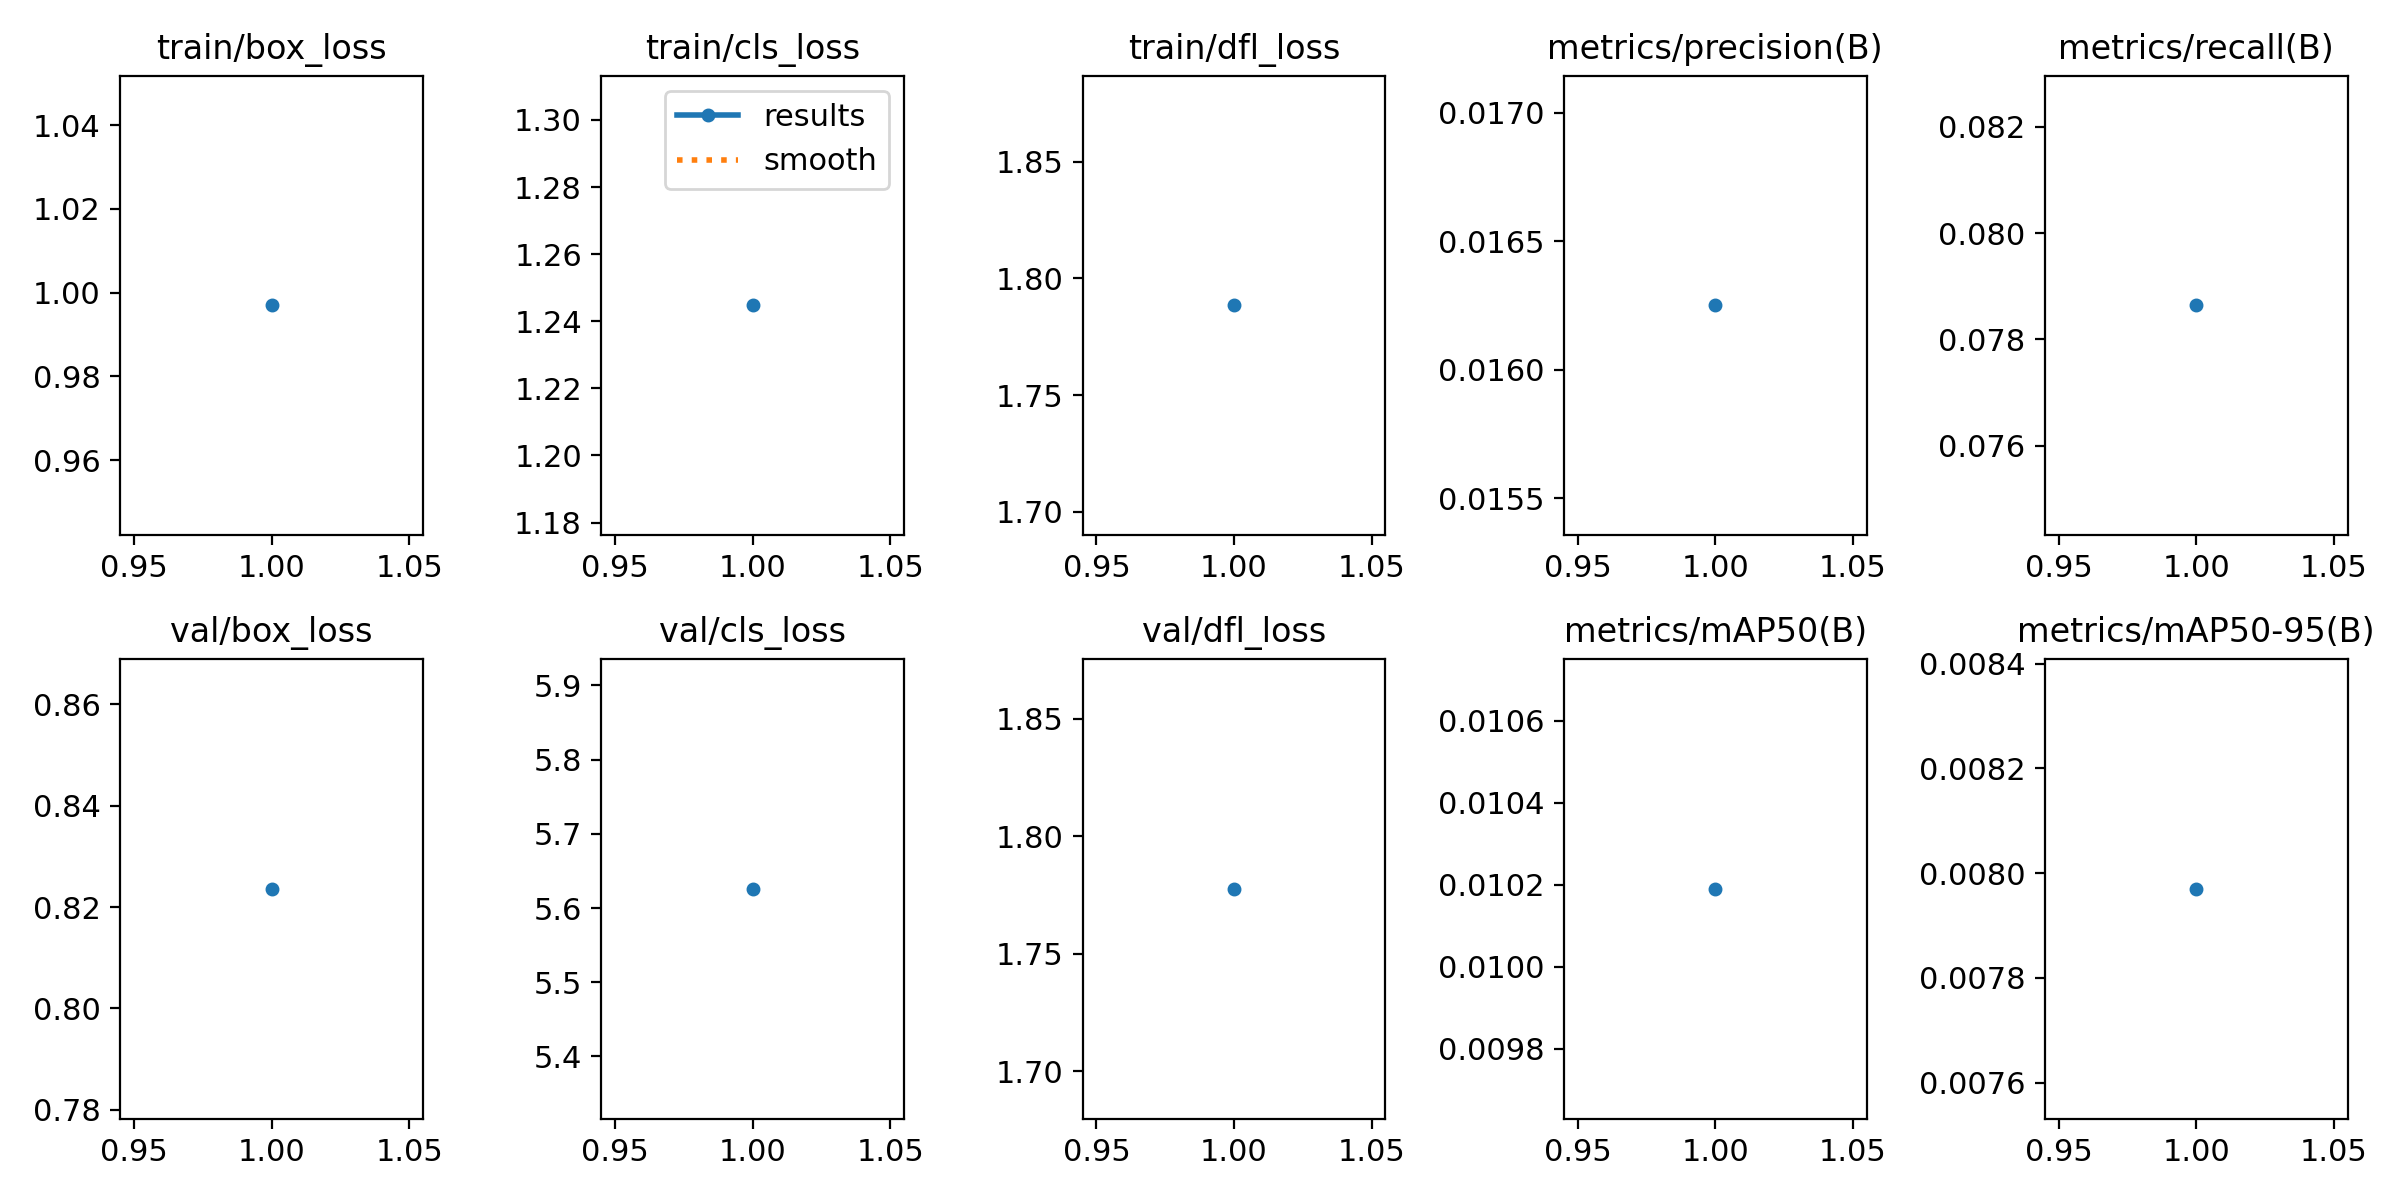 train/box_loss
train/cls_loss
train/dfl_loss
metrics/precision(B)
metrics/recall(B)
1.04
1.02
1.00
0.98
0.96
0.95 1.00 1.05
1.30
1.28
1.26
1.24
1.22
1.20
1.18
results
smooth
0.95 1.00 1.05
1.85
1.80
1.75
1.70
0.95 1.00 1.05
0.0170
0.0165
0.0160
0.0155
0.95 1.00 1.05
0.082
0.080
0.078
0.076
0.95 1.00 1.05
val/box_loss
val/cls_loss
val/dfl_loss
metrics/mAP50(B)
metrics/mAP50-95(B)
0.86
0.84
0.82
0.80
0.78
0.95 1.00 1.05
5.9
5.8
5.7
5.6
5.5
5.4
0.95 1.00 1.05
1.85
1.80
1.75
1.70
0.95 1.00 1.05
0.0106
0.0104
0.0102
0.0100
0.0098
0.95 1.00 1.05
0.0084
0.0082
0.0080
0.0078
0.0076
0.95 1.00 1.05